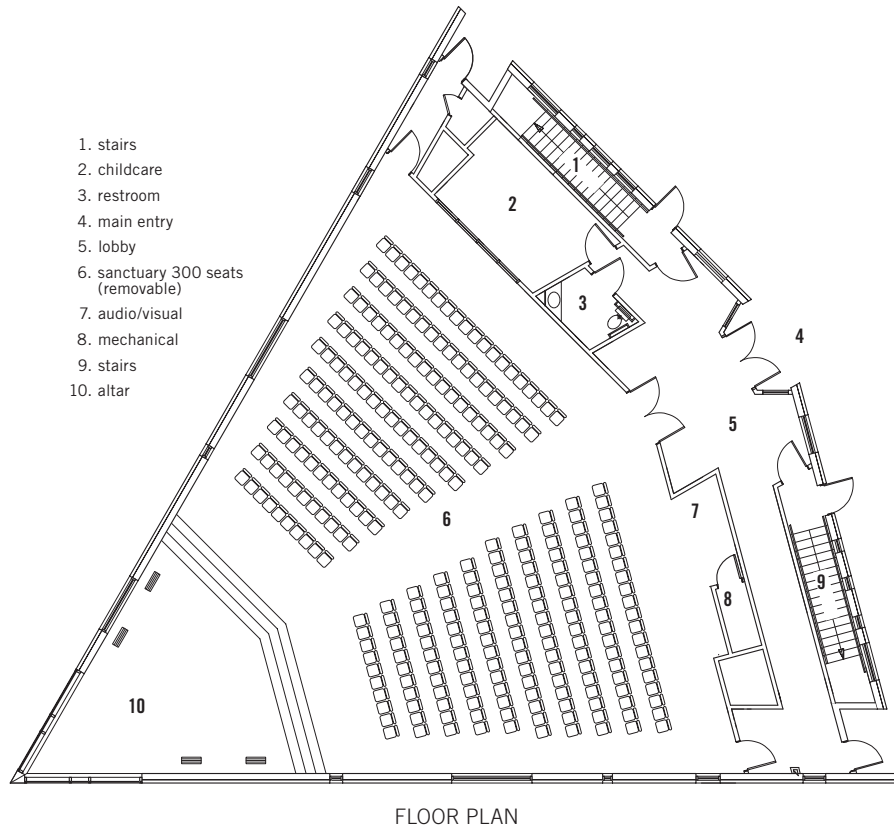 1. stairs
2. childcare
3. restroom
4. main entry
5. lobby
6. sanctuary 300 seats
(removable)
7. audio/visual
8. mechanical
9. stairs
10. altar
1
2
3
4
5
6
7
8
9
10
FLOOR PLAN